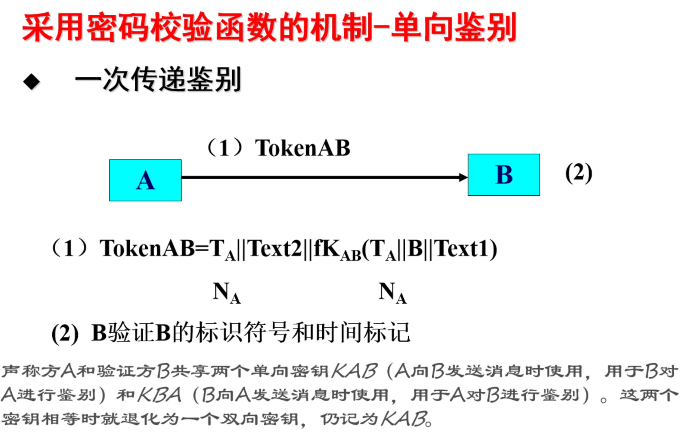 采用密码校验函数的机制-单向鉴别
◆ 一次传递鉴别
（1）TokenAB
A B (2)
（1）TokenAB=TA||Text2||fKAB(TA||B||Text1)
NA NA
(2) B验证B的标识符号和时间标记
声称方A和验证方B共享两个单向密钥KAB（A向B发送消息时使用，用于B对
A进行鉴别）和KBA（B向A发送消息时使用，用于A对B进行鉴别）。这两个
密钥相等时就退化为一个双向密钥，仍记为KAB。